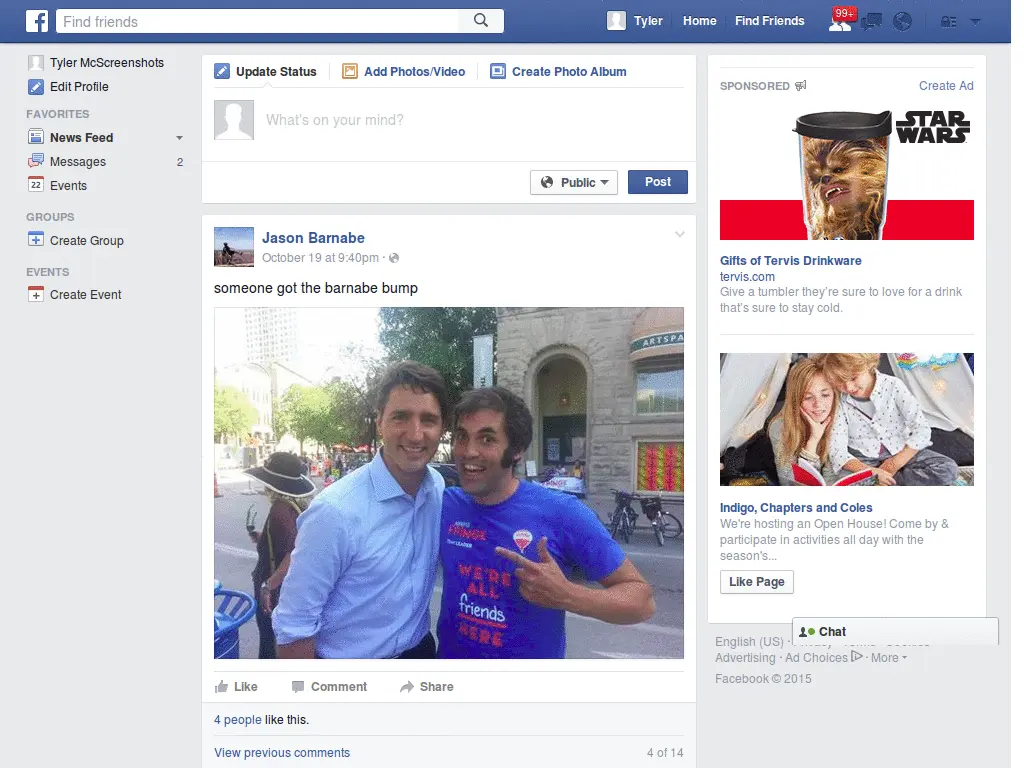 Find friends
Tyler
Home
Find Friends
99+
Tyler McScreenshots
Edit Profile
FAVORITES
News Feed
Messages
2
22
Events
GROUPS
Create Group
EVENTS
Create Event
Update Status
Add Photos/Video
Create Photo Album
What's on your mind?
Public
Post
Jason Barnabe
October 19 at 9:40pm ·
someone got the barnabe bump
ARTSPA
FRINGE
LEADER
WE'RE
ALL
friends
HERE
Like
Comment
Share
4 people like this.
View previous comments
4 of 14
SPONSORED
Create Ad
STAR
WARS
Gifts of Tervis Drinkware
tervis.com
Give a tumbler they're sure to love for a drink
that's sure to stay cold.
Indigo, Chapters and Coles
We're hosting an Open House! Come by &
participate in activities all day with the
season's...
Like Page
Chat
English (US) ·
Advertising · Ad Choices · More
Facebook © 2015